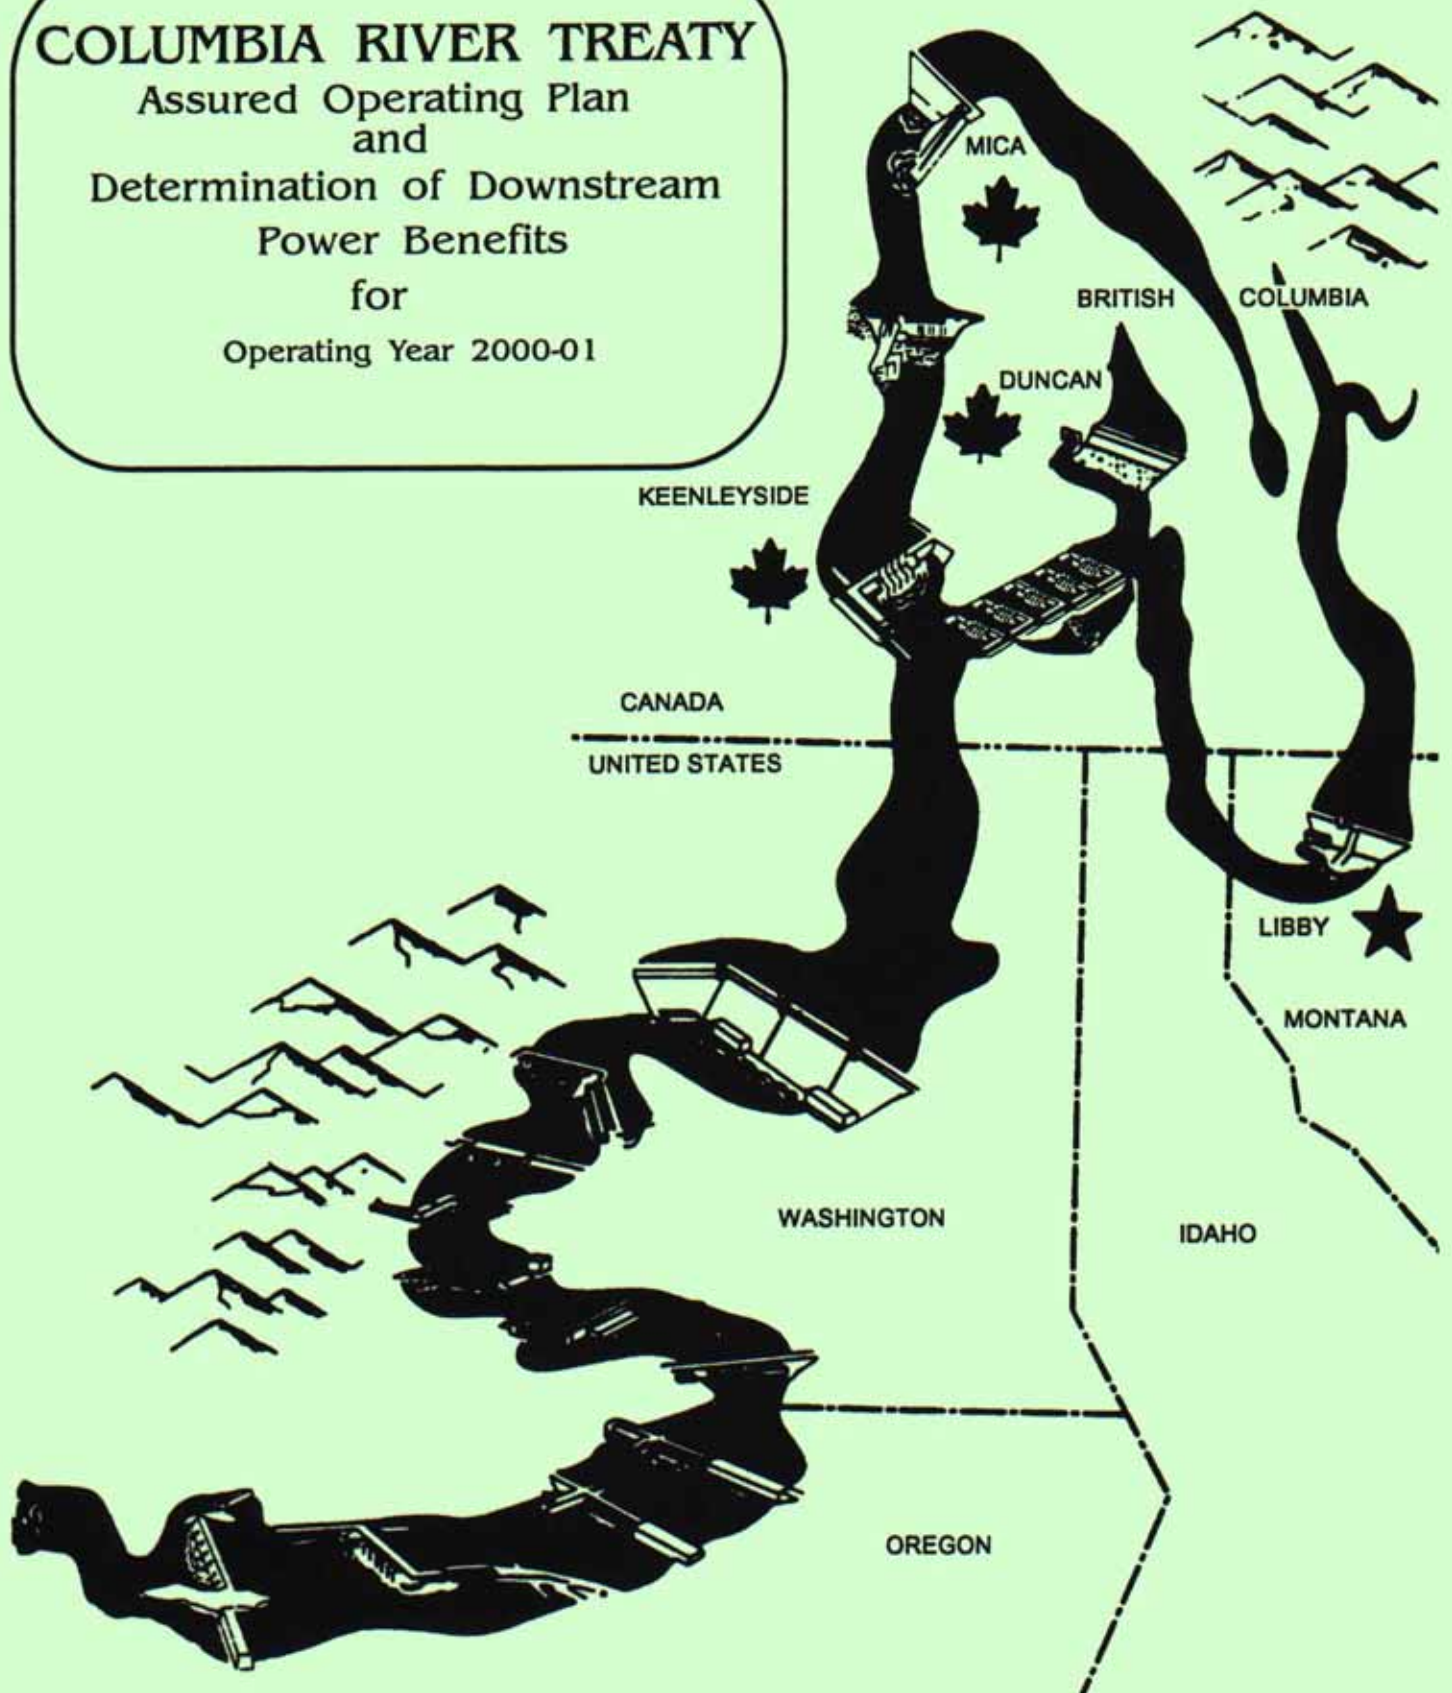 COLUMBIA RIVER TREATY
Assured Operating Plan
and
Determination of Downstream
Power Benefits
for
Operating Year 2000-01
MICA
BRITISH COLUMBIA
DUNCAN
KEENLEYSIDE
CANADA
UNITED STATES
LIBBY
MONTANA
WASHINGTON
IDAHO
OREGON